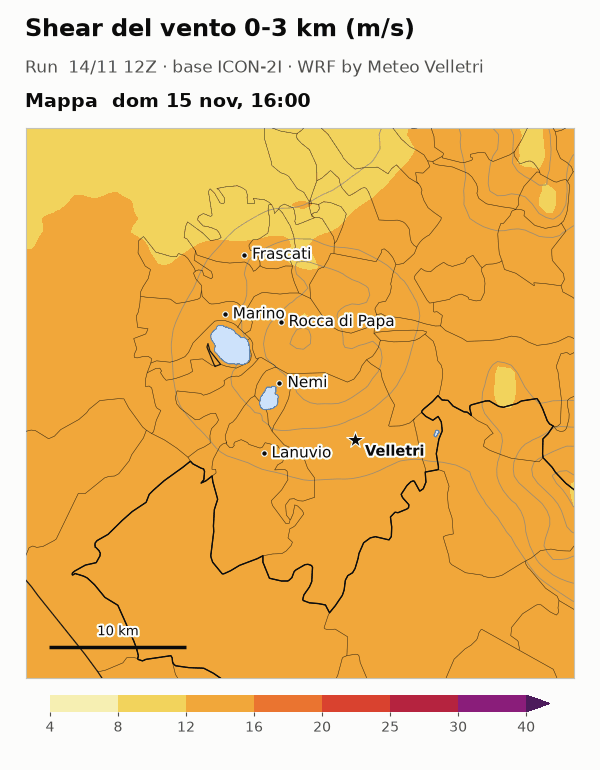 Shear del vento 0-3 km (m/s)
Run 14/11 12Z · base ICON-2I · WRF by Meteo Velletri
Mappa dom 15 nov, 16:00
Frascati
Marino
Rocca di Papa
Nemi
Velletri
Lanuvio
10 km
4 8 12 16 20 25 30 40